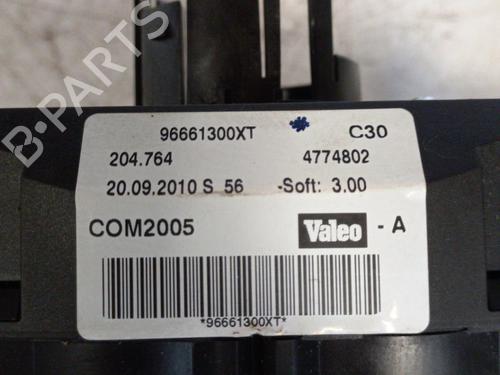 B-PARTS
96661300XT * C30
204.764 4774802
20.09.2010 S 56 -Soft: 3.00
COM2005 Valeo - A
*96661300XT*